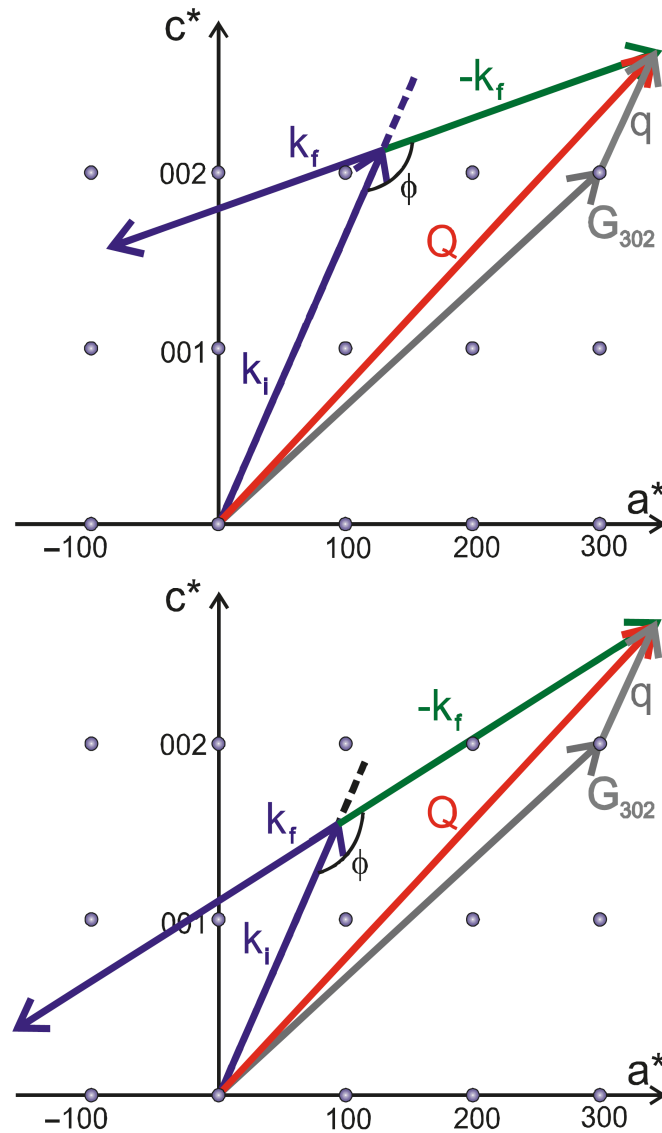 c*
-k_f
k_f
q
002
ϕ
G_302
Q
001
k_i
a*
−100 100 200 300
c*
q
-k_f
002
G_302
k_f
Q
ϕ
001
k_i
a*
-100 100 200 300